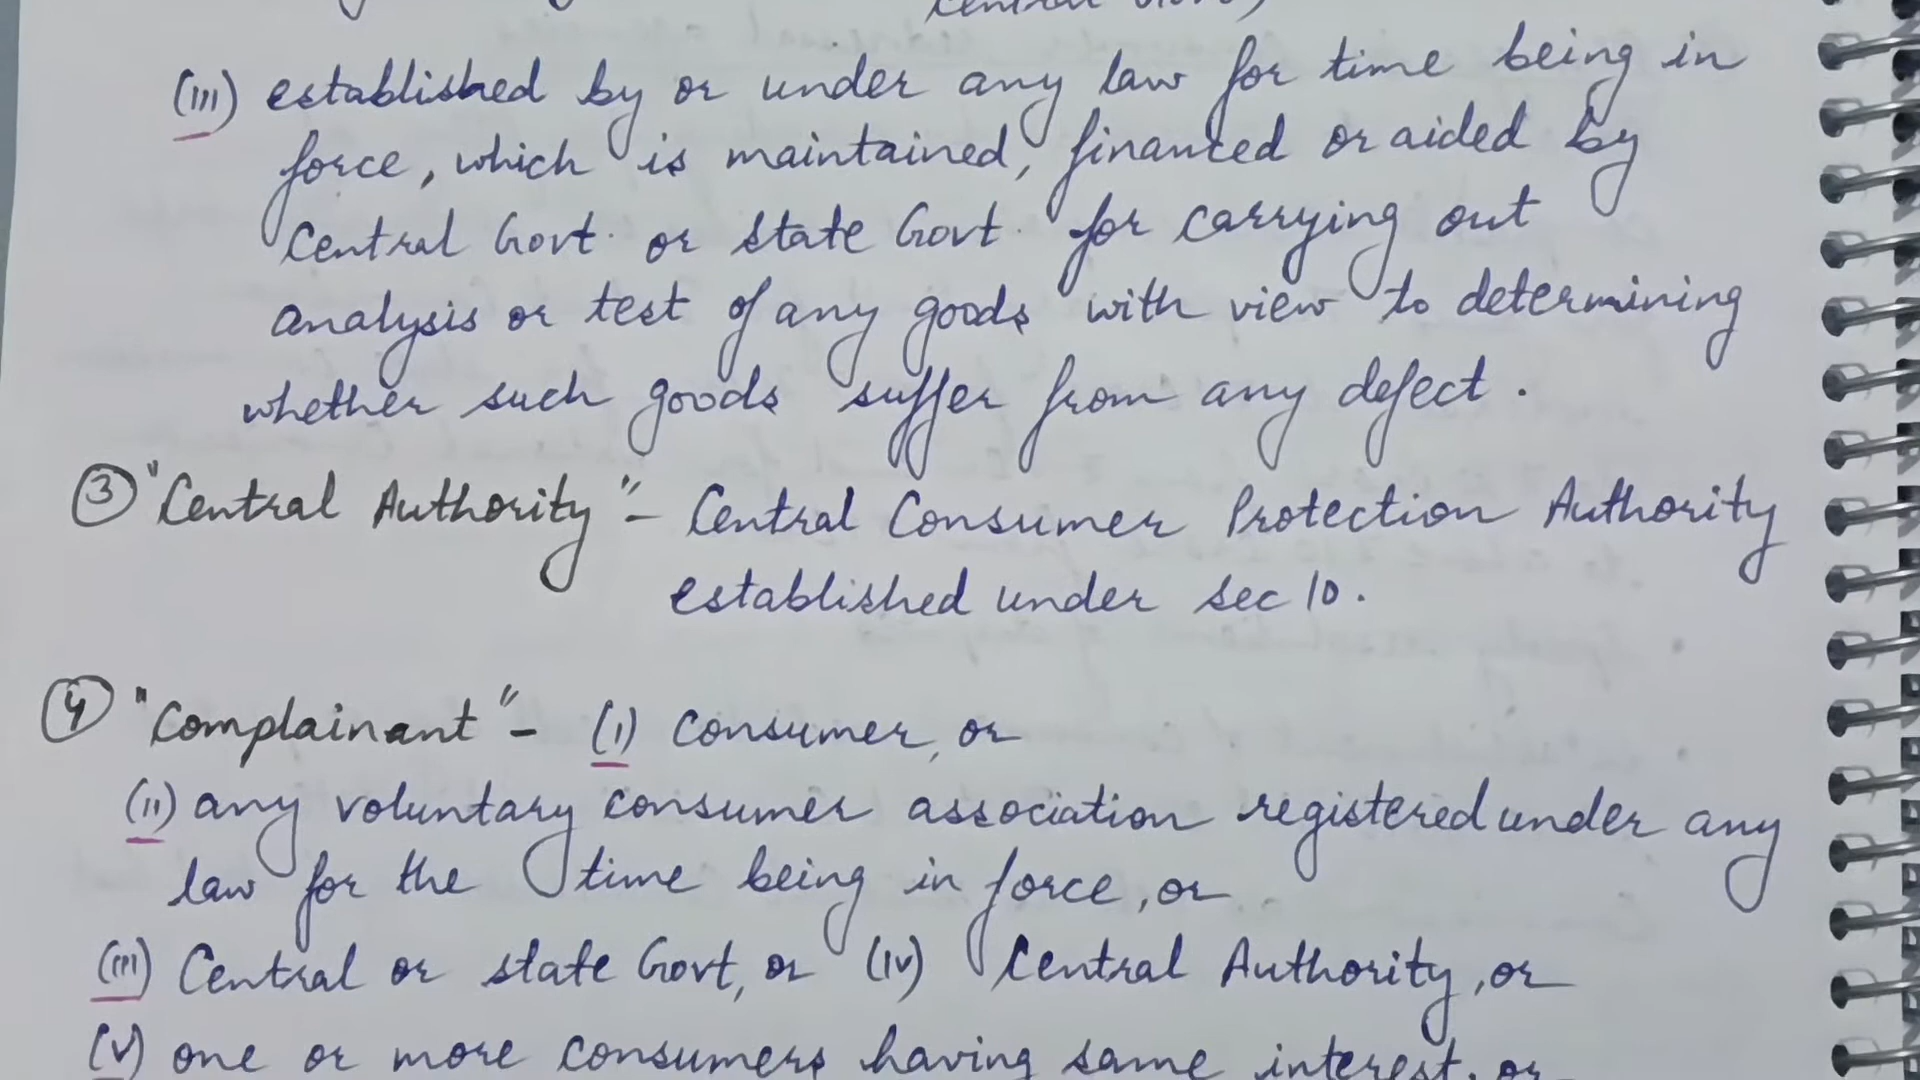 Central Govt)
(iii) established by or under any law for time being in
force, which is maintained, financed or aided by
Central Govt. or State Govt. for carrying out
analysis or test of any goods with view to determining
whether such goods suffer from any defect.
③ "Central Authority" - Central Consumer Protection Authority
established under sec 10.
④ "Complainant" - (i) Consumer, or
(ii) any voluntary consumer association registered under any
law for the time being in force, or
(iii) Central or state Govt, or (iv) Central Authority, or
(v) one or more consumers having same interest, or